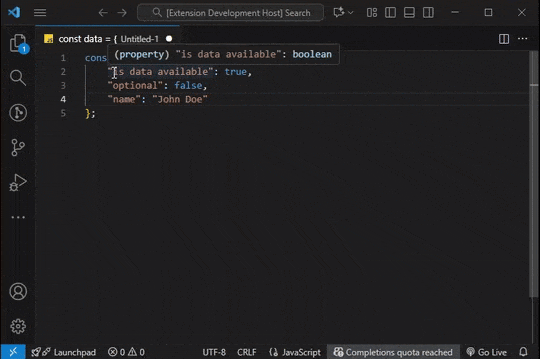 [Extension Development Host] Search
1
JS const data = { Untitled-1
(property) "is data available": boolean
1 cons
2 "is data available": true,
3 "optional": false,
4 "name": "John Doe"
5 };
Launchpad 0 0 UTF-8 CRLF {} JavaScript Completions quota reached Go Live